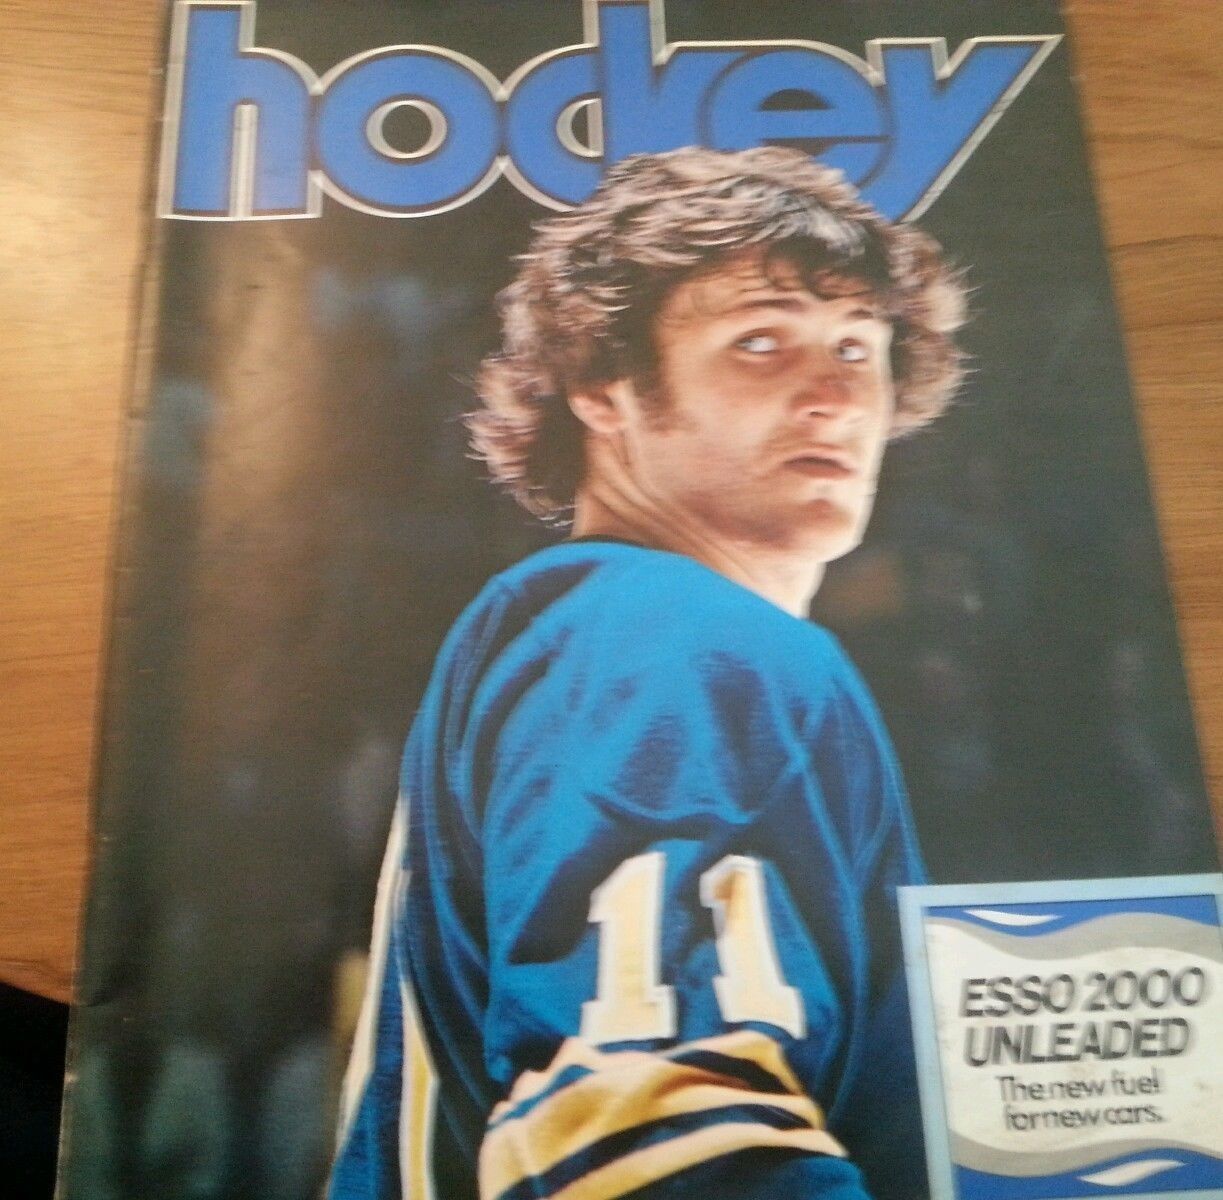 hockey
11
ESSO 2000
UNLEADED
The new fuel
for new cars.